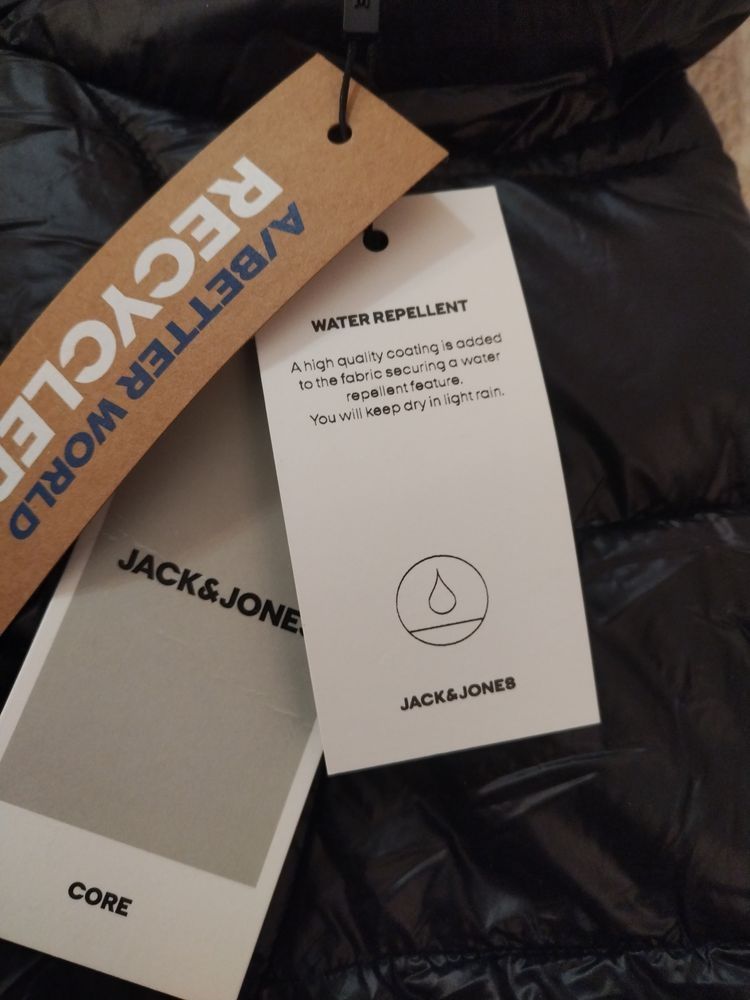 RECYCLED
A/BETTER WORLD
WATER REPELLENT
A high quality coating is added
to the fabric securing a water
repellent feature.
You will keep dry in light rain.
JACK&JONES
JACK&JONES
CORE